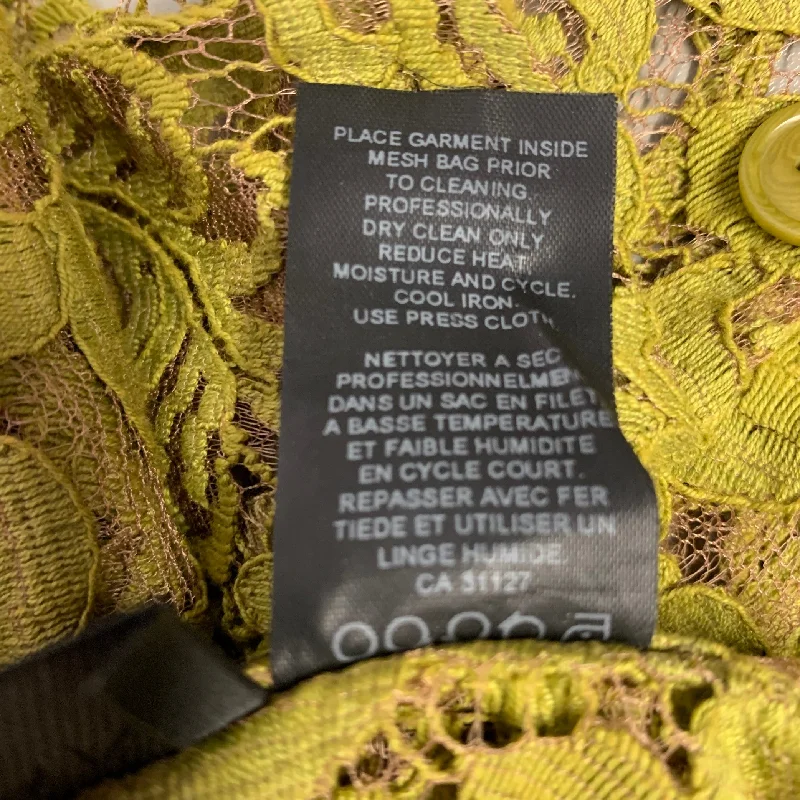 PLACE GARMENT INSIDE
MESH BAG PRIOR
TO CLEANING.
PROFESSIONALLY
DRY CLEAN ONLY
REDUCE HEAT
MOISTURE AND CYCLE.
COOL IRON.
USE PRESS CLOTH
NETTOYER A SEC
PROFESSIONNELMENT
DANS UN SAC EN FILET
A BASSE TEMPERATURE
ET FAIBLE HUMIDITE
EN CYCLE COURT.
REPASSER AVEC FER
TIEDE ET UTILISER UN
LINGE HUMIDE
CA 31127